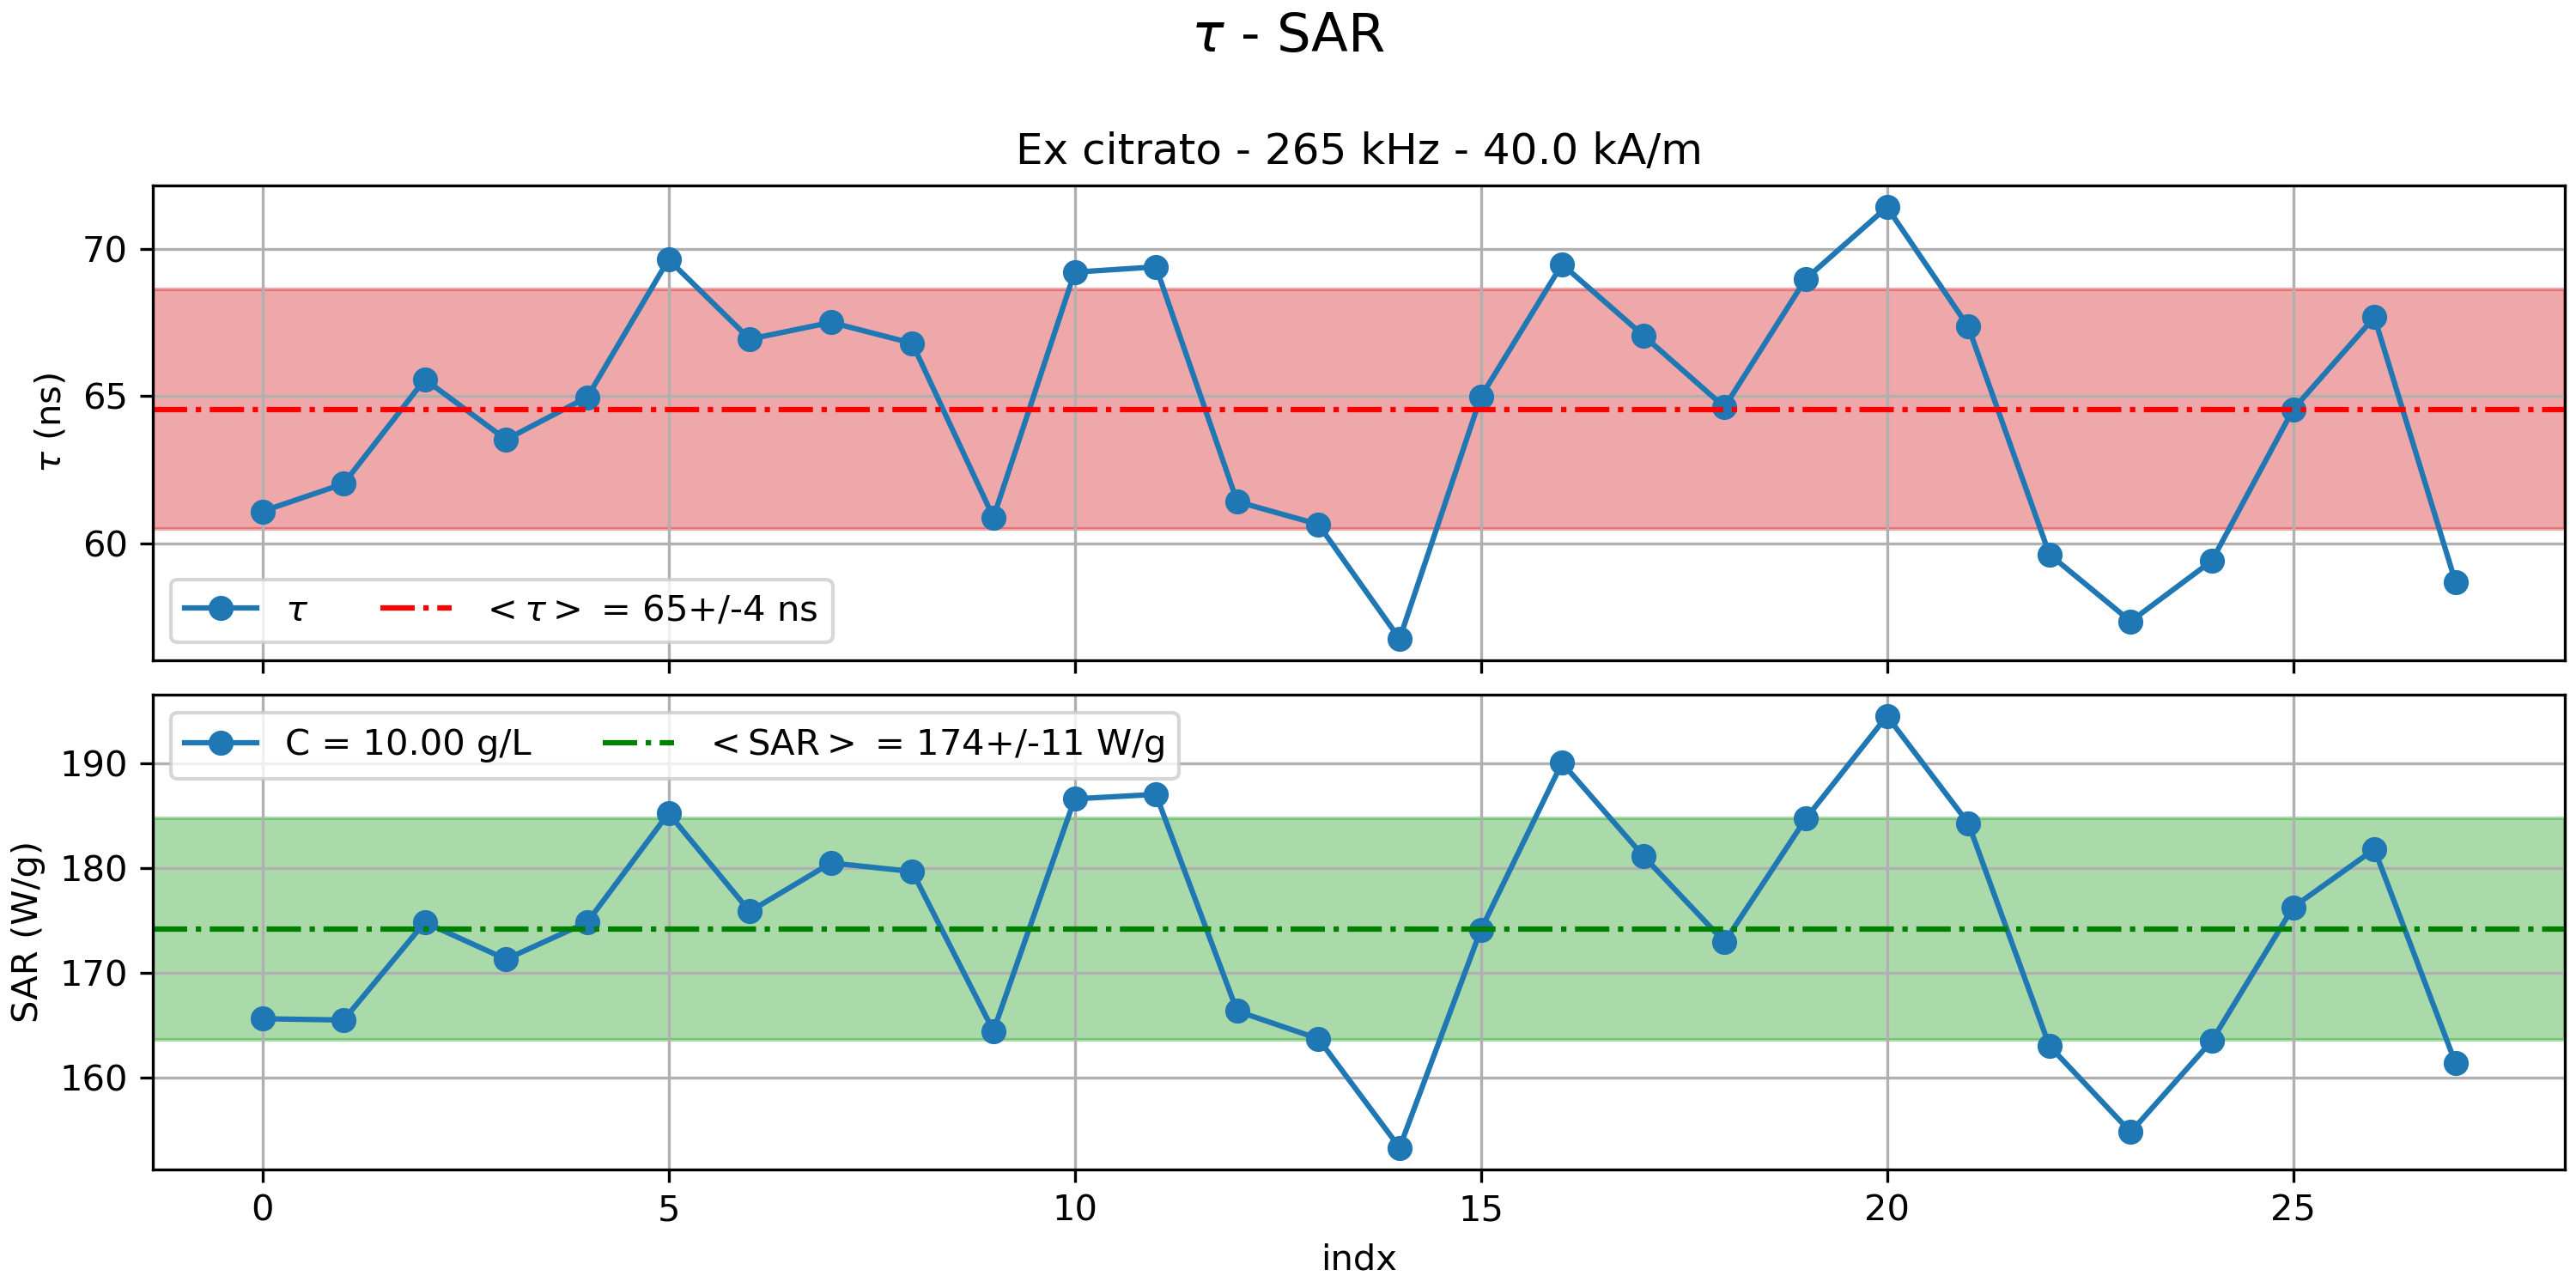 τ - SAR
Ex citrato - 265 kHz - 40.0 kA/m
70
65
60
τ (ns)
τ
<τ> = 65+/-4 ns
C = 10.00 g/L
<SAR> = 174+/-11 W/g
190
180
170
160
SAR (W/g)
0 5 10 15 20 25
indx